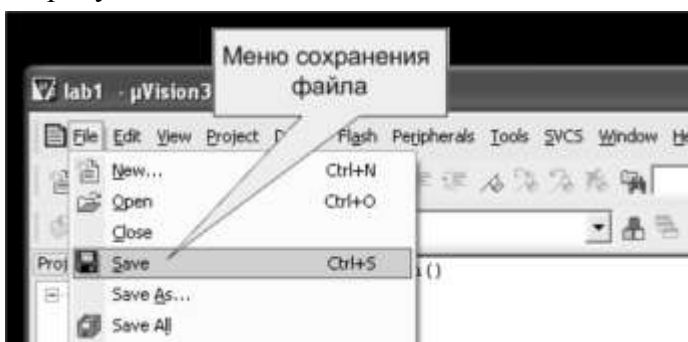 Меню сохранения
файла
lab1 - µVision3
File Edit View Project Flash Peripherals Tools SVCS Window
New... Ctrl+N
Open Ctrl+O
Close
Save Ctrl+S
Save As...
Save All